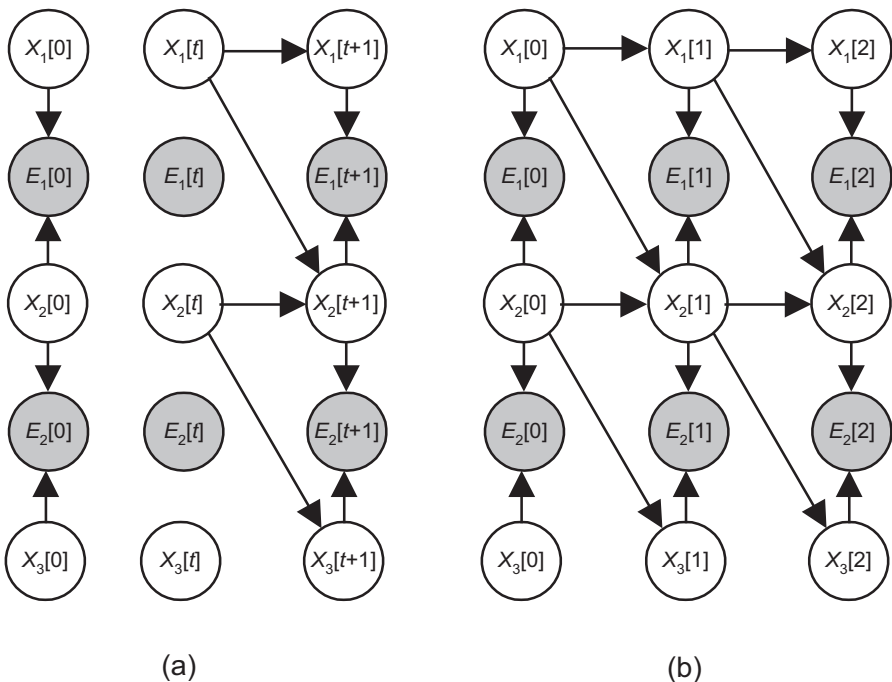 X₁[0] X₁[t] X₁[t+1] X₁[0] X₁[1] X₁[2]
E₁[0] E₁[t] E₁[t+1] E₁[0] E₁[1] E₁[2]
X₂[0] X₂[t] X₂[t+1] X₂[0] X₂[1] X₂[2]
E₂[0] E₂[t] E₂[t+1] E₂[0] E₂[1] E₂[2]
X₃[0] X₃[t] X₃[t+1] X₃[0] X₃[1] X₃[2]
(a) (b)